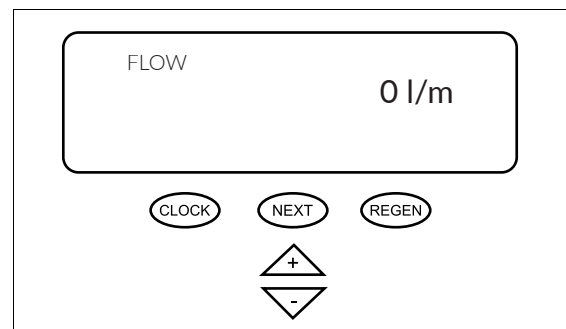 FLOW
0 l/m
CLOCK NEXT REGEN
+
-